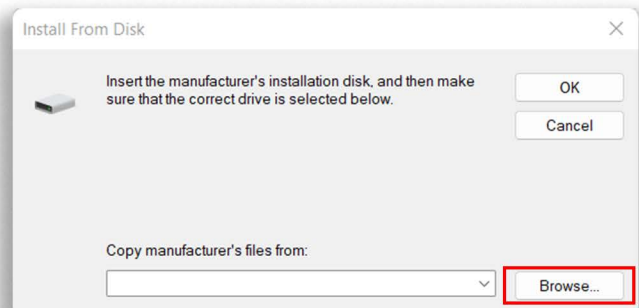 Install From Disk
Insert the manufacturer's installation disk, and then make
sure that the correct drive is selected below.
OK
Cancel
Copy manufacturer's files from:
Browse...